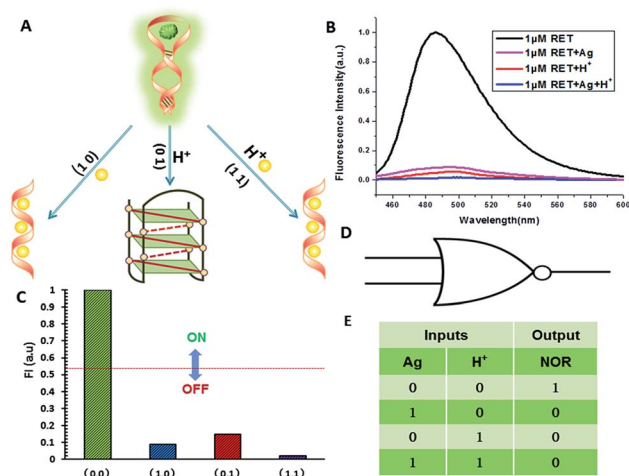 A
(1 0)
H⁺
(0 1)
H⁺
(1 1)
B
Fluorescence Intensity(a.u.)
1.0
0.8
0.6
0.4
0.2
0.0
460 480 500 520 540 560 580 600
Wavelength(nm)
1µM RET
1µM RET+Ag
1µM RET+H⁺
1µM RET+Ag+H⁺
C
FI (a.u)
1
0.9
0.8
0.7
0.6
0.5
0.4
0.3
0.2
0.1
0
ON
OFF
(0,0) (1,0) (0,1) (1,1)
D
E
Inputs Output
Ag H⁺ NOR
0 0 1
1 0 0
0 1 0
1 1 0